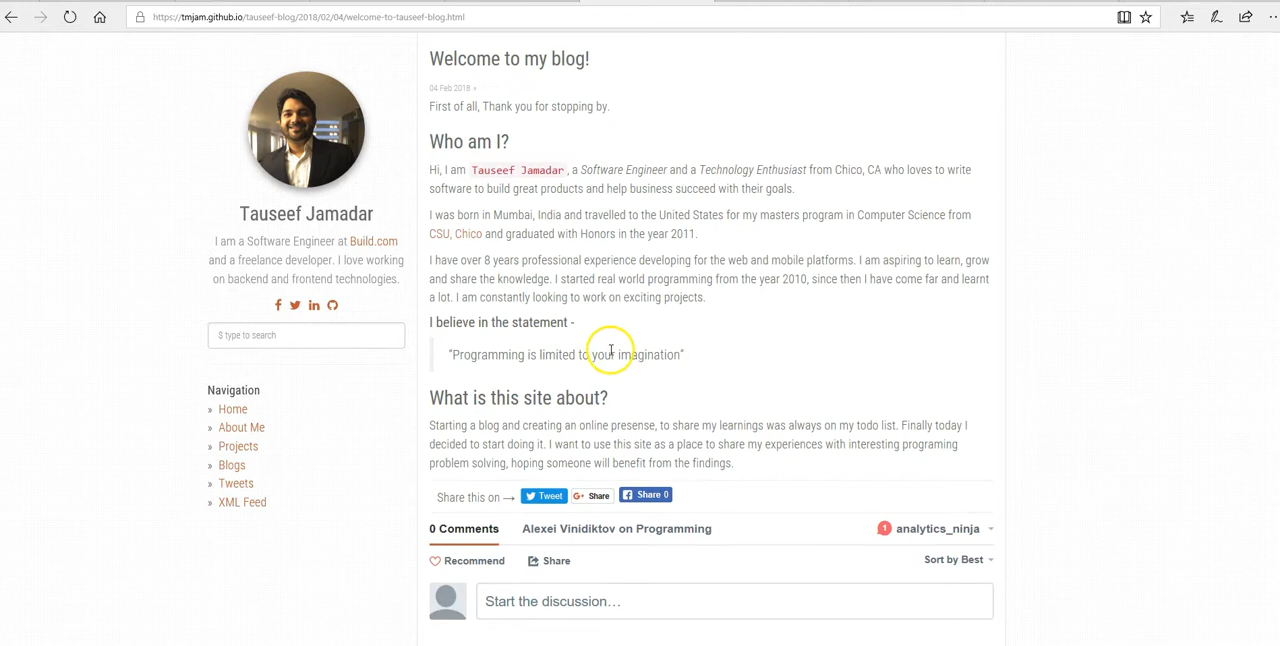 https://tmjam.github.io/tauseef-blog/2018/02/04/welcome-to-tauseef-blog.html
Tauseef Jamadar
I am a Software Engineer at Build.com
and a freelance developer. I love working
on backend and frontend technologies.
$ type to search
Navigation
» Home
» About Me
» Projects
» Blogs
» Tweets
» XML Feed
Welcome to my blog!
04 Feb 2018 »
First of all, Thank you for stopping by.
Who am I?
Hi, I am Tauseef Jamadar, a Software Engineer and a Technology Enthusiast from Chico, CA who loves to write
software to build great products and help business succeed with their goals.
I was born in Mumbai, India and travelled to the United States for my masters program in Computer Science from
CSU, Chico and graduated with Honors in the year 2011.
I have over 8 years professional experience developing for the web and mobile platforms. I am aspiring to learn, grow
and share the knowledge. I started real world programming from the year 2010, since then I have come far and learnt
a lot. I am constantly looking to work on exciting projects.
I believe in the statement -
“Programming is limited to your imagination”
What is this site about?
Starting a blog and creating an online presense, to share my learnings was always on my todo list. Finally today I
decided to start doing it. I want to use this site as a place to share my experiences with interesting programing
problem solving, hoping someone will benefit from the findings.
Share this on → Tweet G+ Share Share 0
0 Comments Alexei Vinidiktov on Programming 1 analytics_ninja
Recommend Share Sort by Best
Start the discussion…